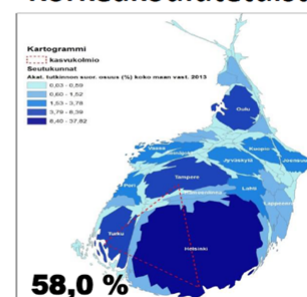 Kartogrammi
kasvukolmio
Seutukunnat
Akat. tutkinnon suor. osuus (%) koko maan vast. 2013
0,03 - 0,59
0,60 - 1,52
1,53 - 3,78
3,79 - 8,39
8,40 - 37,82
Oulu
Vaasa
Kuopio
Joensuu
Jyväskylä
Tampere
Pori
Lahti
Turku
Helsinki
58,0 %